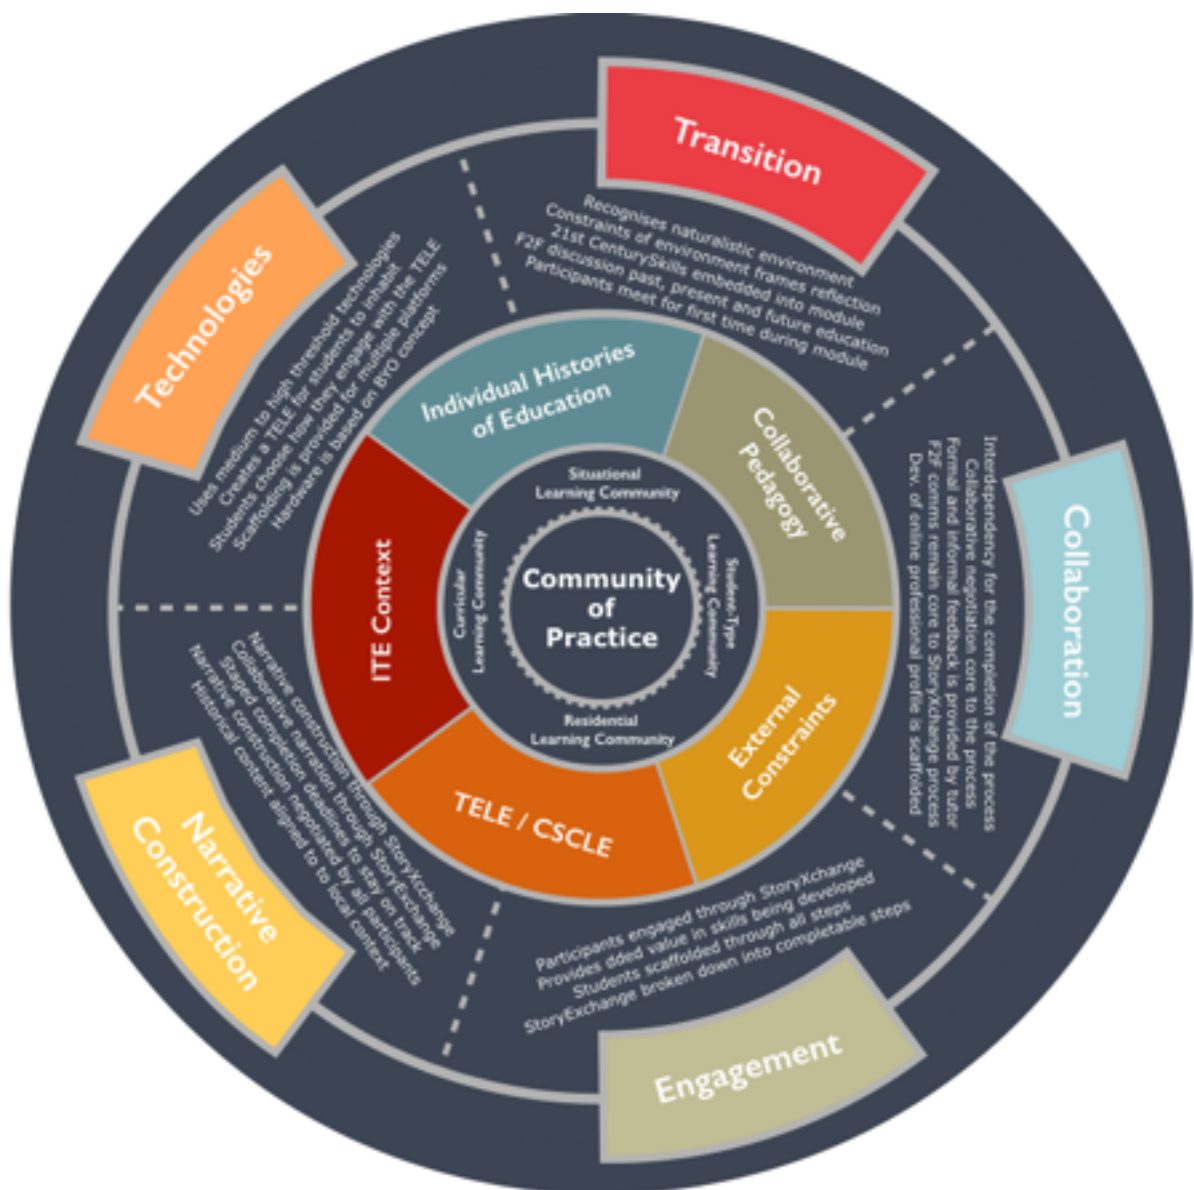 Transition
Recognises naturalistic environment
Constraints of environment frames reflection
21st CenturySkills embedded into module
F2F discussion past, present and future education
Participants meet for first time during module
Collaboration
Interdependency for the completion of the process
Collaborative negotiation core to the process
Formal and informal feedback is provided by tutor
F2F comms remain core to StoryXchange process
Dev. of online professional profile is scaffolded
Engagement
Participants engaged through StoryXchange
Provides dded value in skills being developed
Students scaffolded through all steps
StoryExchange broken down into completable steps
Narrative
Construction
Narrative construction through StoryXcchange
Collaborative narration through StoryExchange
Staged completion deadlines to stay on track
Narrative construction negotiated by all participants
Historical content aligned to to local context
Technologies
Uses medium to high threshold technologies
Creates a TELE for students to inhabit
Students choose how they engage with the TELE
Scaffolding is provided for multiple platforms
Hardware is based on BYO concept
Individual Histories
of Education
Collaborative
Pedagogy
External
Constraints
TELE / CSCLE
ITE Context
Situational
Learning Community
Student-Type
Learning Community
Residential
Learning Community
Curricular
Learning Community
Community
of
Practice